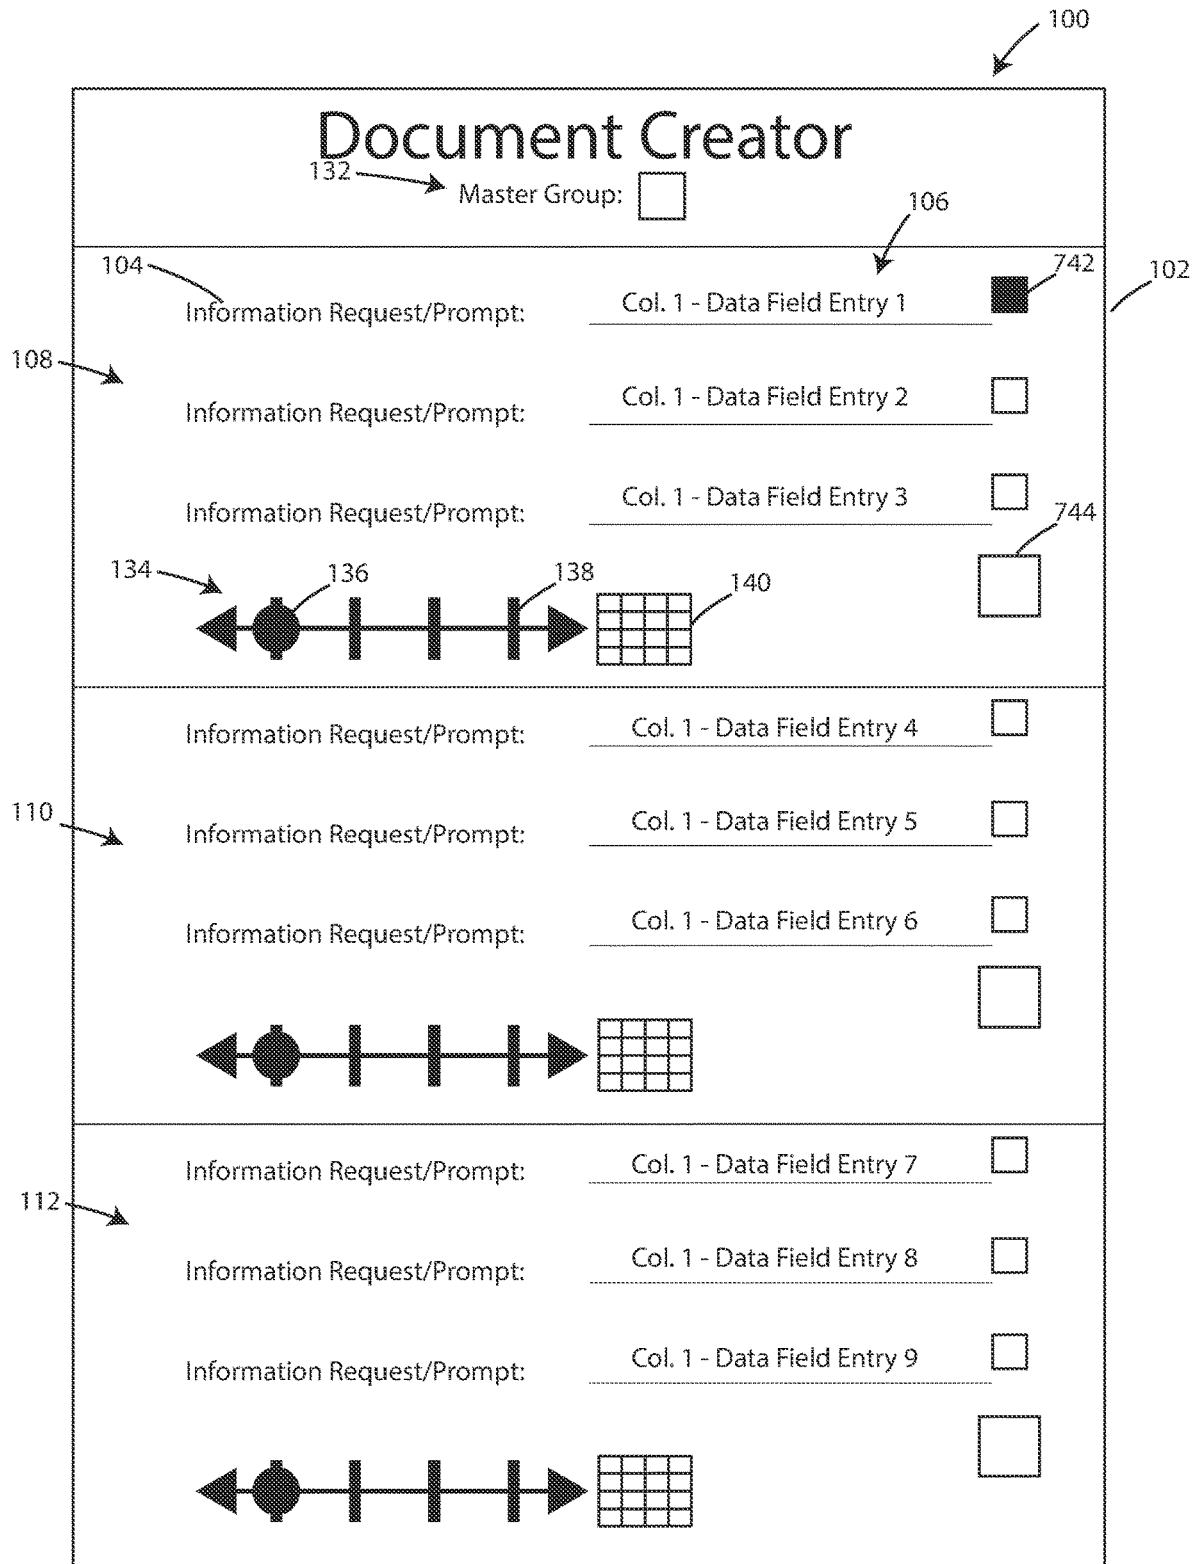 100
Document Creator
132
Master Group:
106
104
742
102
Information Request/Prompt: Col. 1 - Data Field Entry 1
108
Information Request/Prompt: Col. 1 - Data Field Entry 2
Information Request/Prompt: Col. 1 - Data Field Entry 3
744
134
136
138
140
Information Request/Prompt: Col. 1 - Data Field Entry 4
110
Information Request/Prompt: Col. 1 - Data Field Entry 5
Information Request/Prompt: Col. 1 - Data Field Entry 6
Information Request/Prompt: Col. 1 - Data Field Entry 7
112
Information Request/Prompt: Col. 1 - Data Field Entry 8
Information Request/Prompt: Col. 1 - Data Field Entry 9